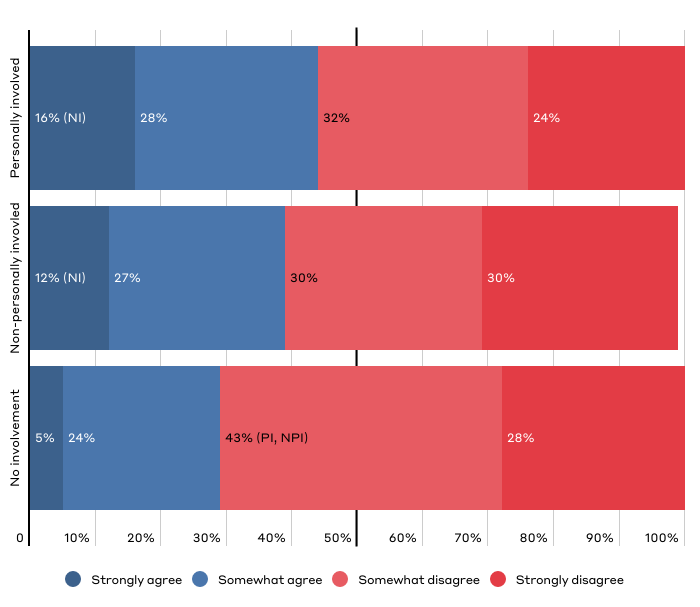 Personally involved
16% (NI) 28% 32% 24%
Non-personally invovled
12% (NI) 27% 30% 30%
No involvement
5% 24% 43% (PI, NPI) 28%
0 10% 20% 30% 40% 50% 60% 70% 80% 90% 100%
Strongly agree Somewhat agree Somewhat disagree Strongly disagree